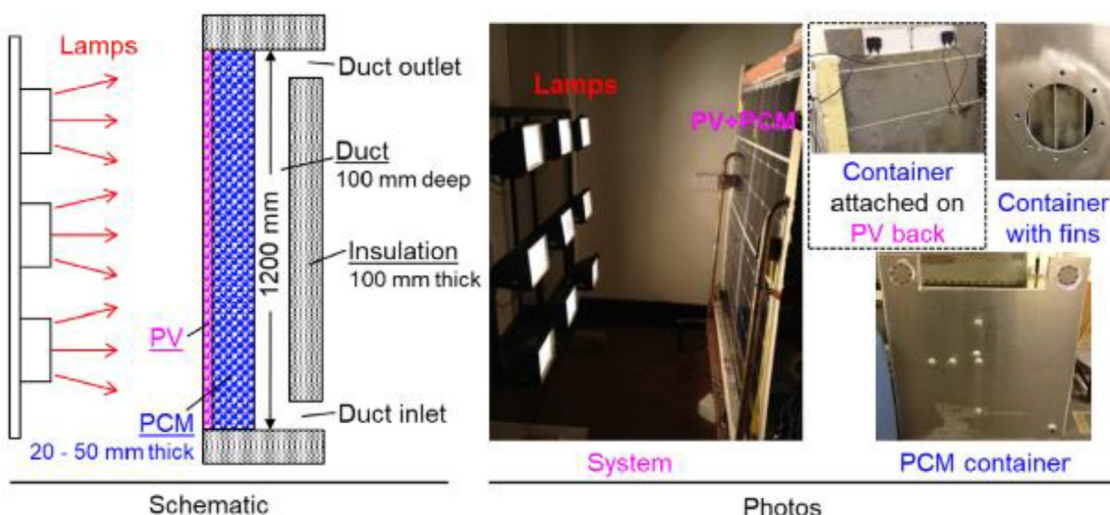 Lamps
Duct outlet
Duct
100 mm deep
1200 mm
Insulation
100 mm thick
PV
PCM
20 - 50 mm thick
Duct inlet
Schematic
Lamps
PV+PCM
System
Container
attached on
PV back
Container
with fins
PCM container
Photos